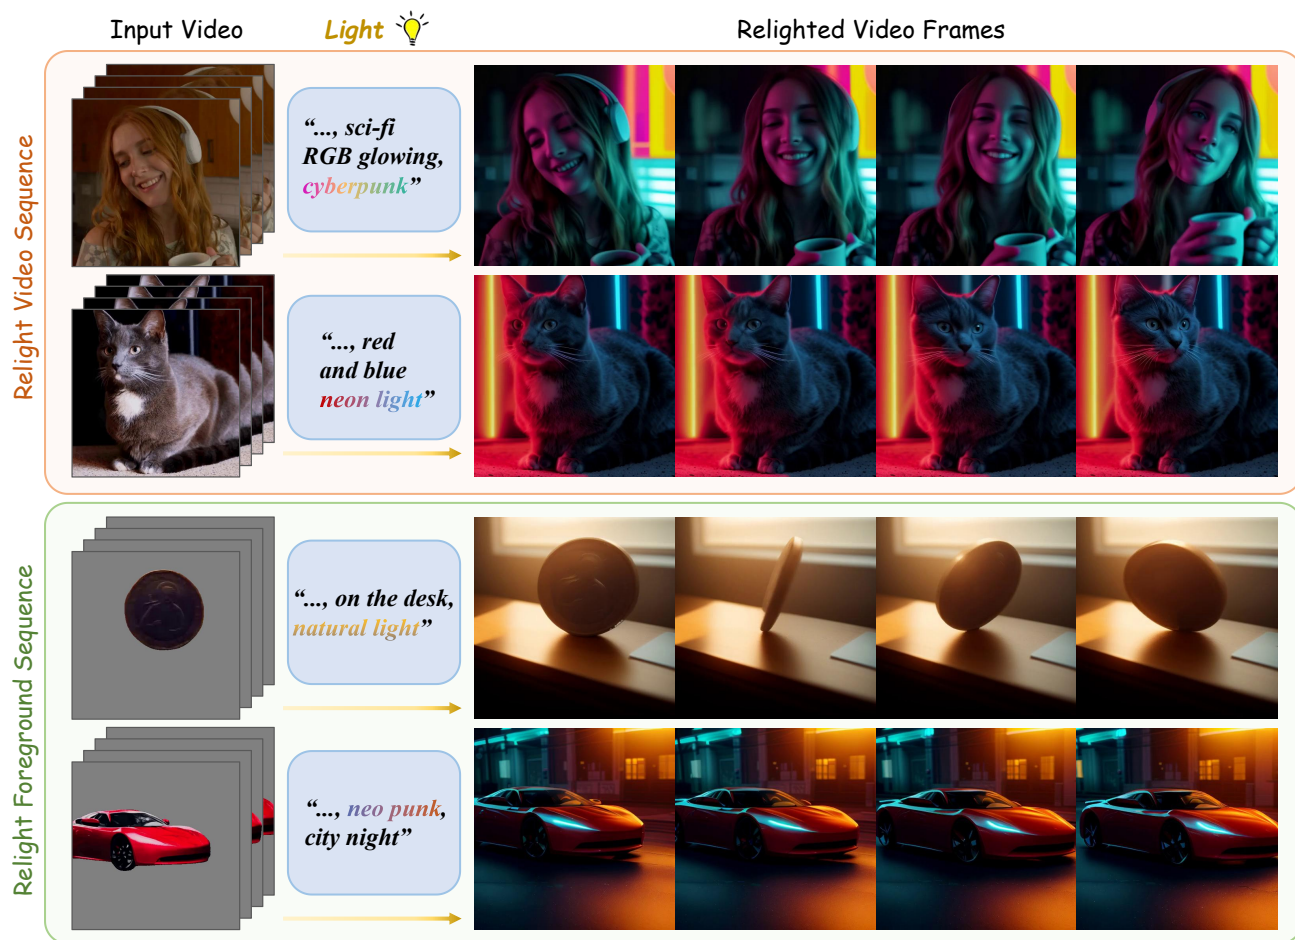 Input Video
Light
Relighted Video Frames
Relight Video Sequence
“..., sci-fi
RGB glowing,
cyberpunk”
“..., red
and blue
neon light”
Relight Foreground Sequence
“..., on the desk,
natural light”
“..., neo punk,
city night”